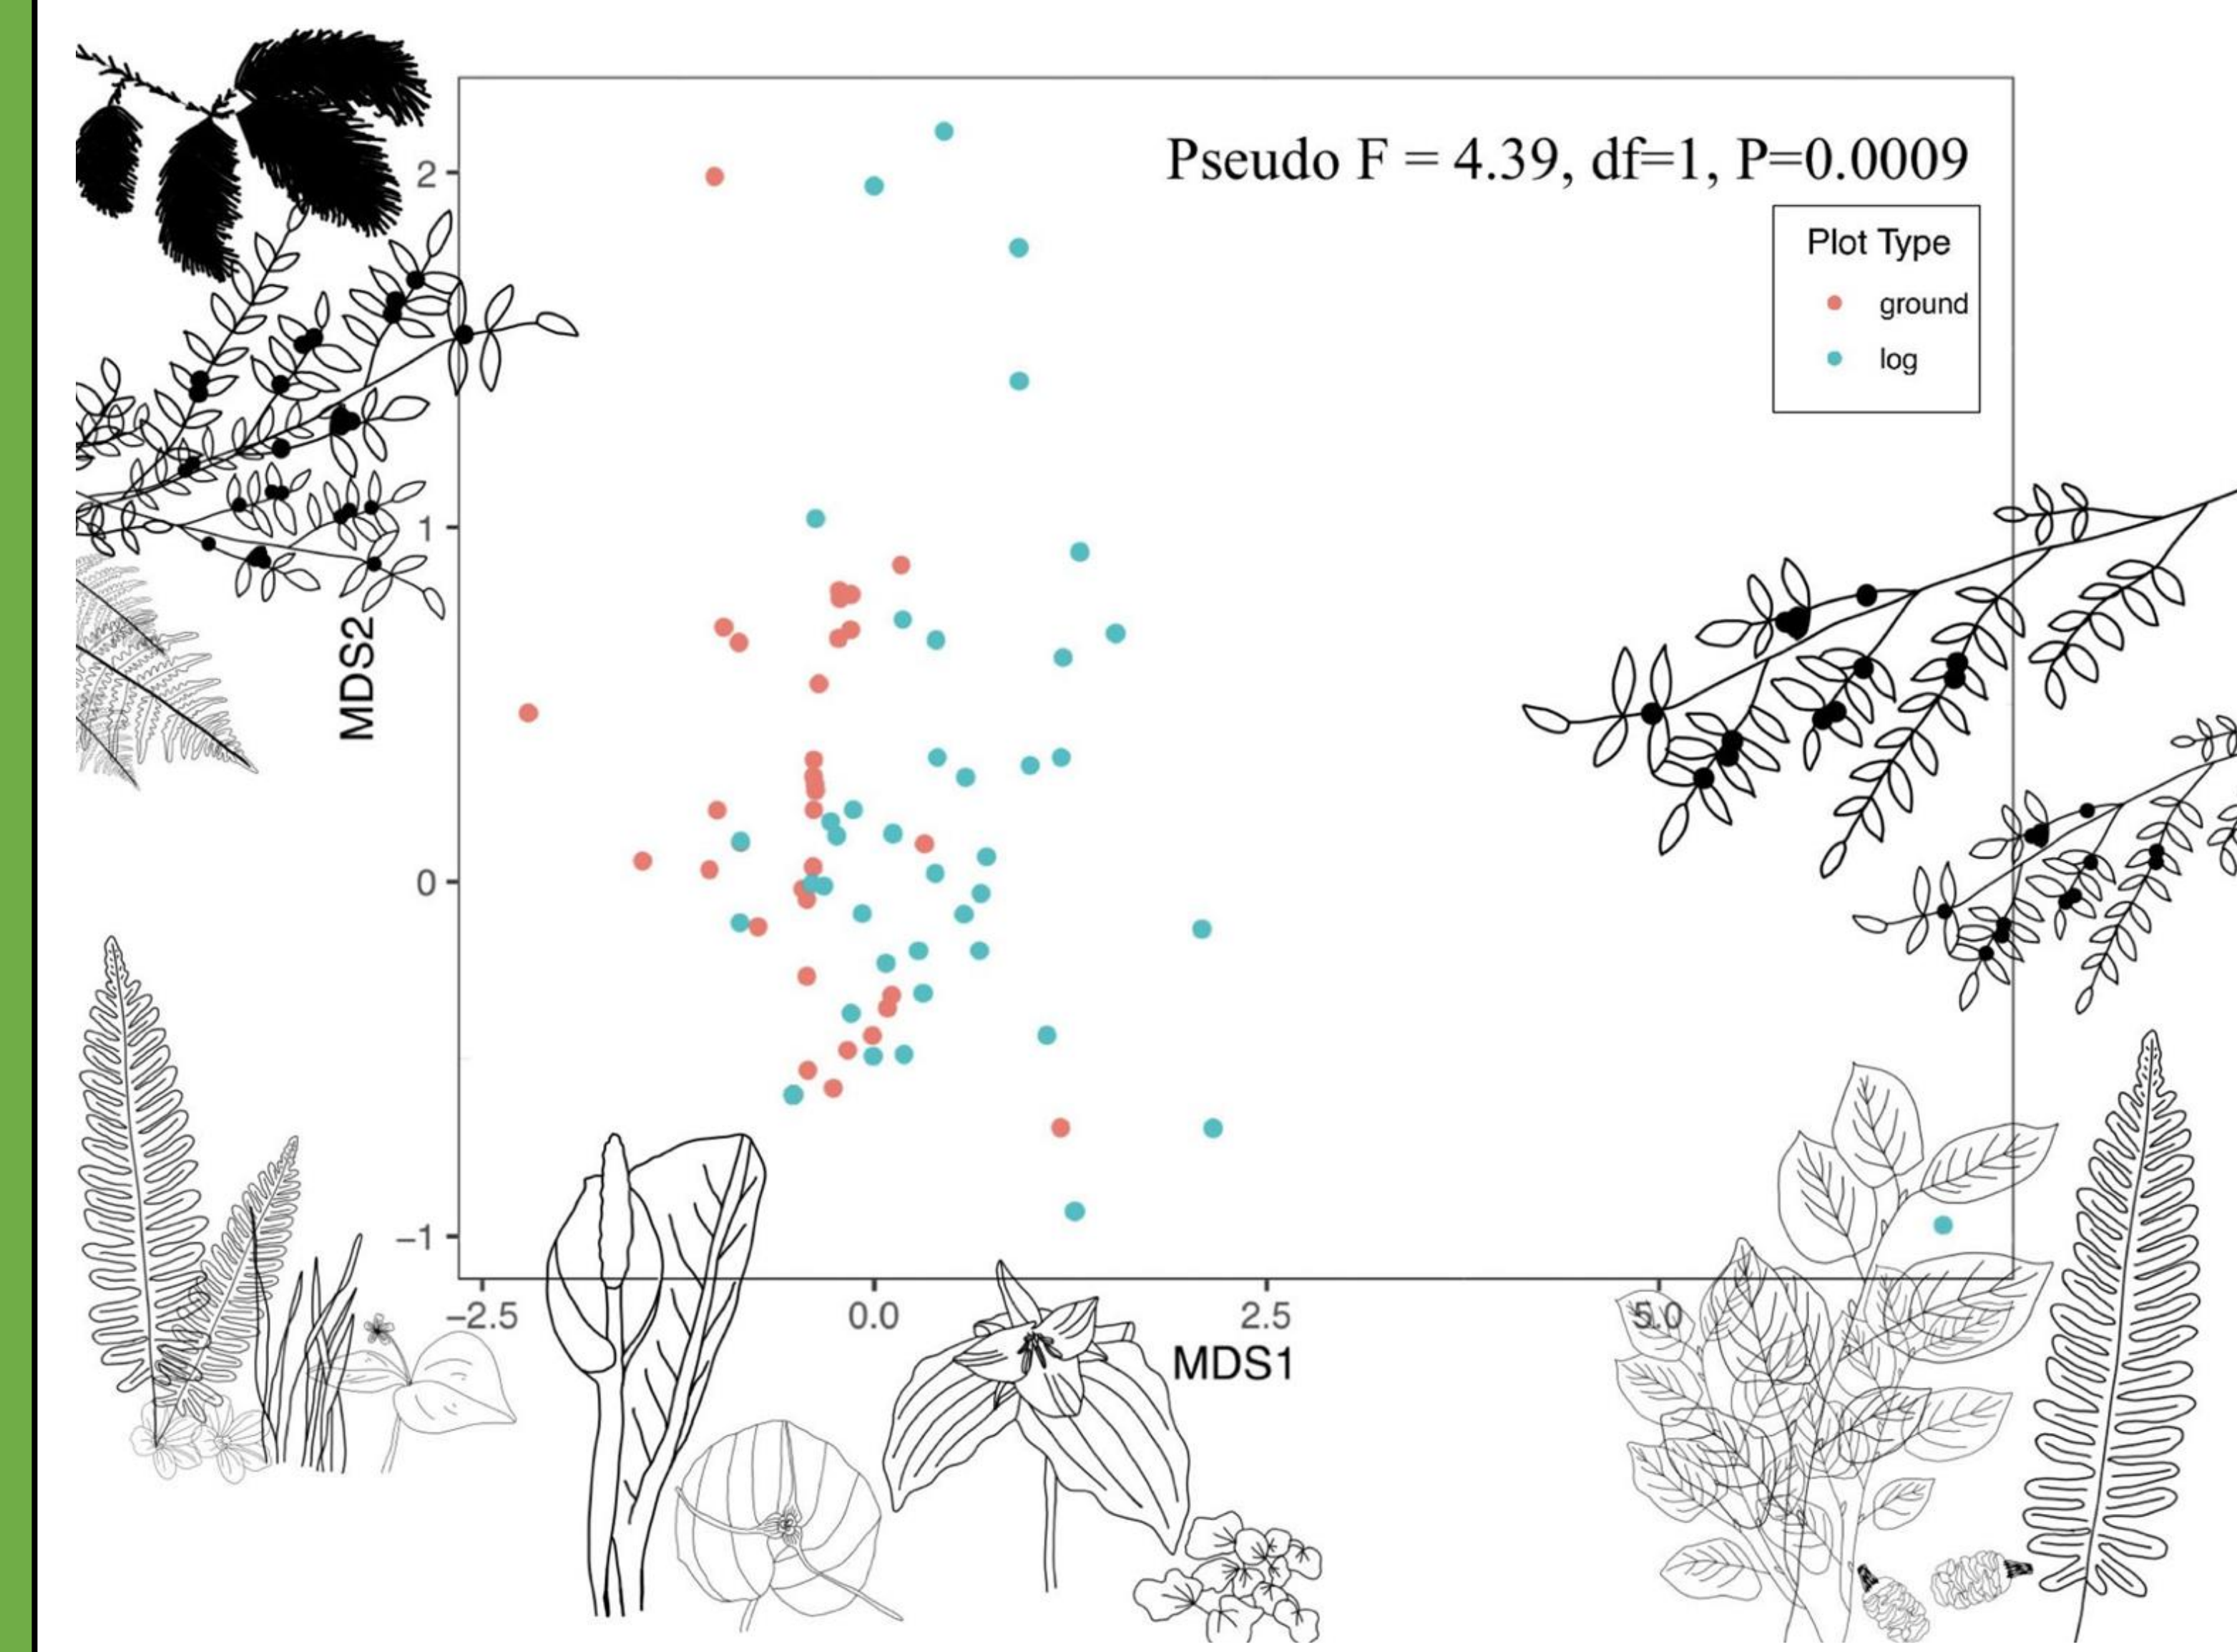 Pseudo F = 4.39, df=1, P=0.0009
Plot Type
ground
log
2
1
0
−1
MDS2
−2.5
0.0
2.5
5.0
MDS1